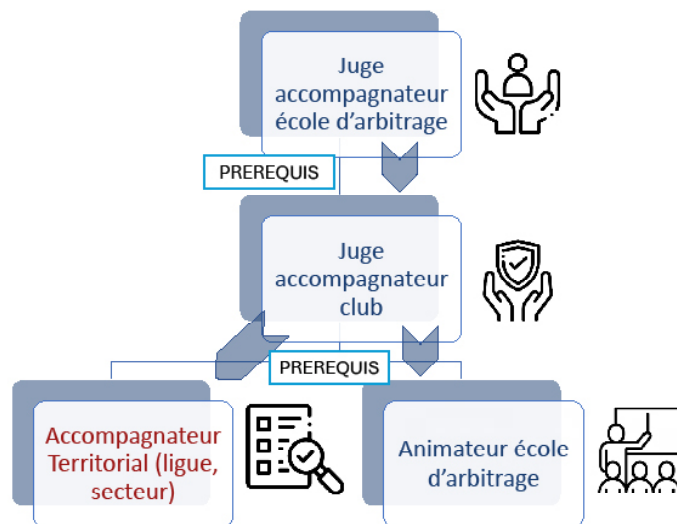 Juge
accompagnateur
école d'arbitrage
PREREQUIS
Juge
accompagnateur
club
PREREQUIS
Accompagnateur
Territorial (ligue,
secteur)
Animateur école
d'arbitrage